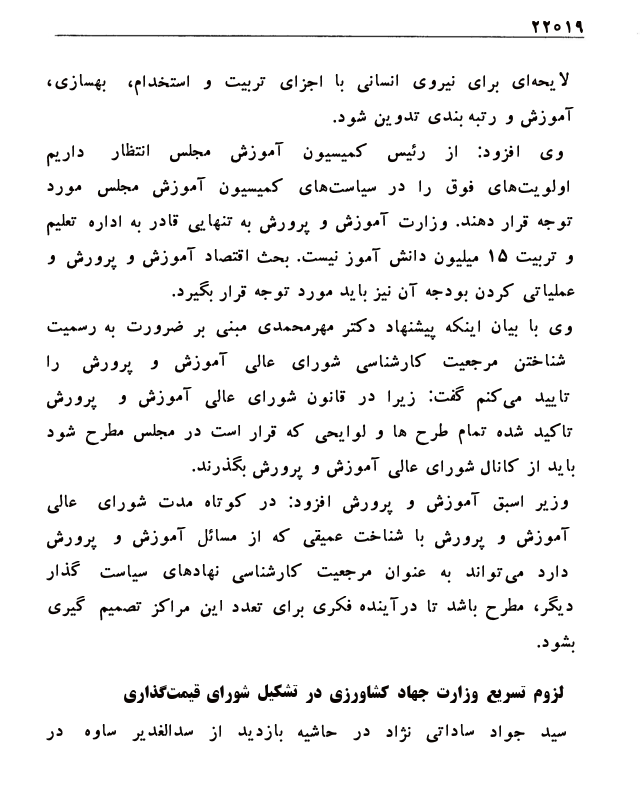 ۲۲۰۱۹
لایحه‌ای برای نیروی انسانی با اجزای تربیت و استخدام، بهسازی،
آموزش و رتبه بندی تدوین شود.
وی افزود: از رئیس کمیسیون آموزش مجلس انتظار داریم
اولویت‌های فوق را در سیاست‌های کمیسیون آموزش مجلس مورد
توجه قرار دهند. وزارت آموزش و پرورش به تنهایی قادر به اداره تعلیم
و تربیت ۱۵ میلیون دانش آموز نیست. بحث اقتصاد آموزش و پرورش و
عملیاتی کردن بودجه آن نیز باید مورد توجه قرار بگیرد.
وی با بیان اینکه پیشنهاد دکتر مهرمحمدی مبنی بر ضرورت به رسمیت
شناختن مرجعیت کارشناسی شورای عالی آموزش و پرورش را
تایید می‌کنم گفت: زیرا در قانون شورای عالی آموزش و پرورش
تاکید شده تمام طرح ها و لوایحی که قرار است در مجلس مطرح شود
باید از کانال شورای عالی آموزش و پرورش بگذرند.
وزیر اسبق آموزش و پرورش افزود: در کوتاه مدت شورای عالی
آموزش و پرورش با شناخت عمیقی که از مسائل آموزش و پرورش
دارد می‌تواند به عنوان مرجعیت کارشناسی نهادهای سیاست گذار
دیگر، مطرح باشد تا درآینده فکری برای تعدد این مراکز تصمیم گیری
بشود.
لزوم تسریع وزارت جهاد کشاورزی در تشکیل شورای قیمت‌گذاری
سید جواد ساداتی نژاد در حاشیه بازدید از سدالغدیر ساوه در